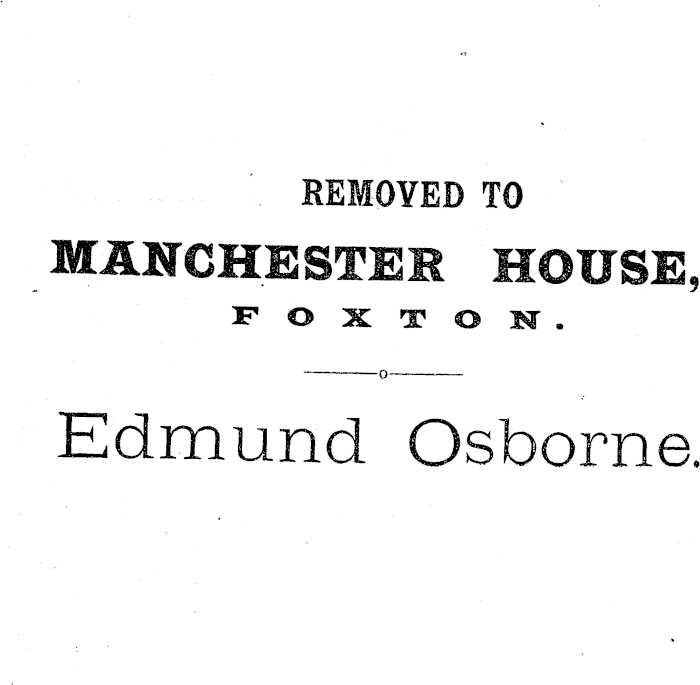 REMOVED TO
MANCHESTER HOUSE,
FOXTON.
Edmund Osborne.